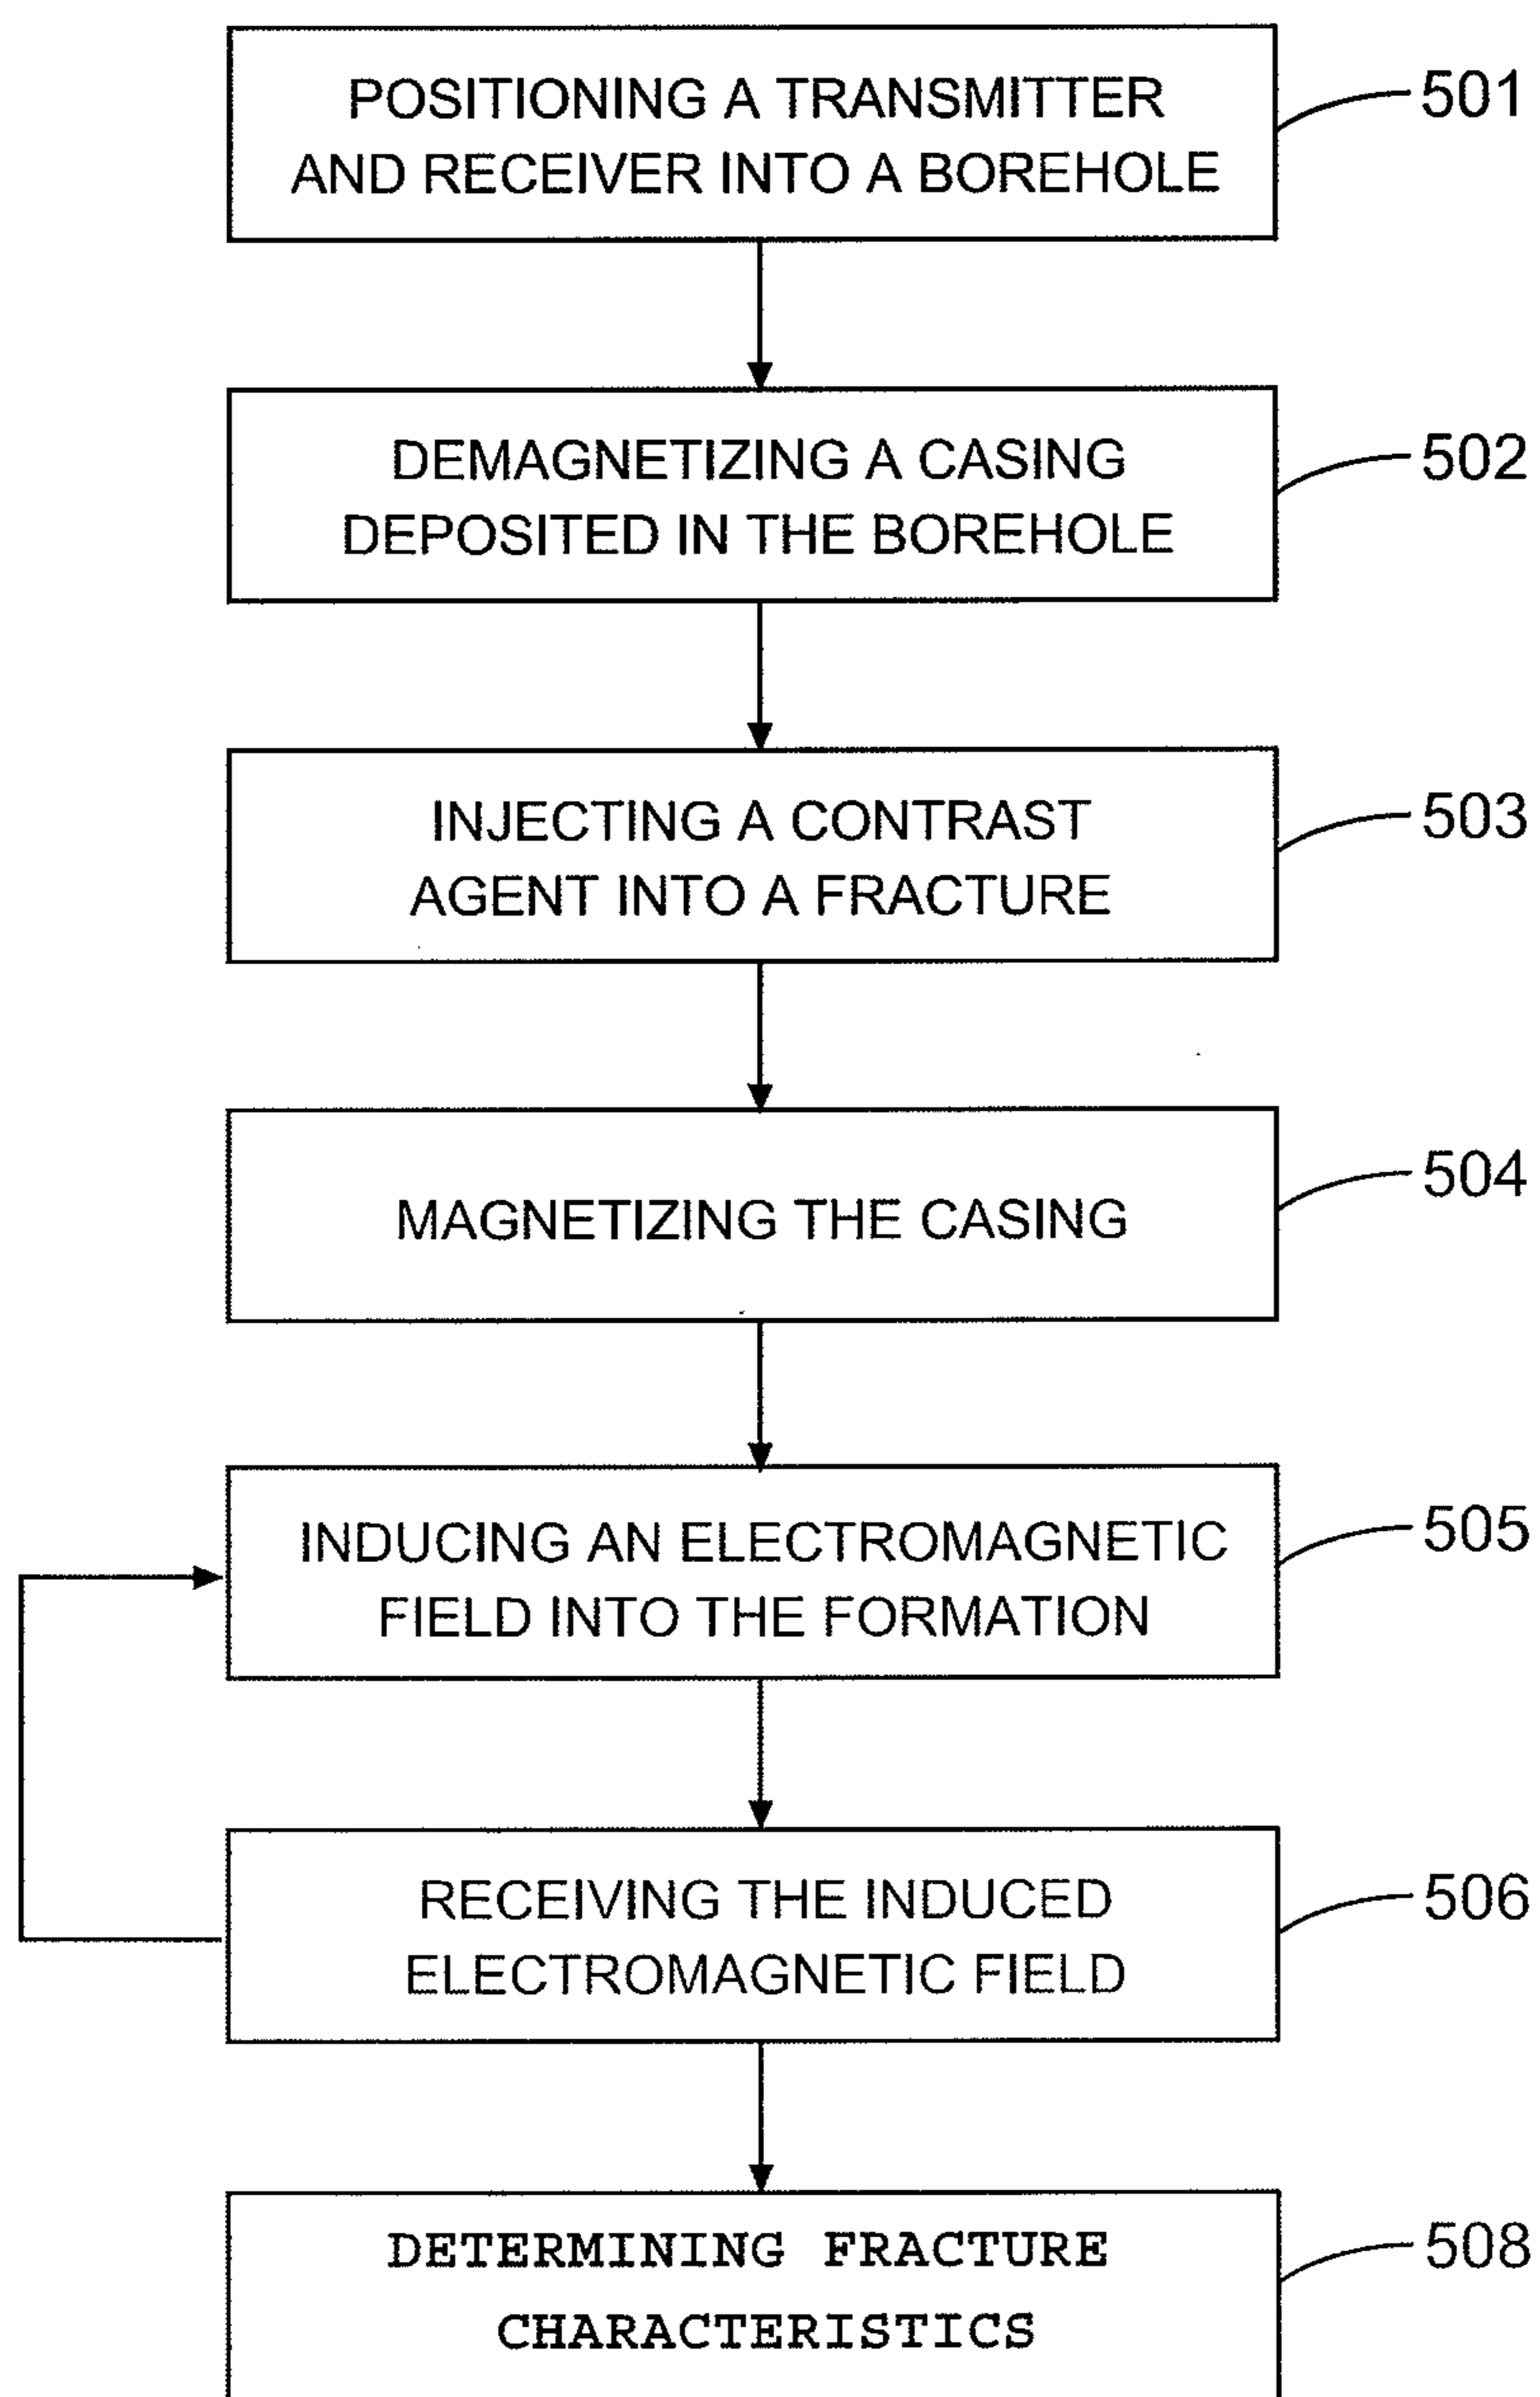 POSITIONING A TRANSMITTER
AND RECEIVER INTO A BOREHOLE
501
DEMAGNETIZING A CASING
DEPOSITED IN THE BOREHOLE
502
INJECTING A CONTRAST
AGENT INTO A FRACTURE
503
MAGNETIZING THE CASING
504
INDUCING AN ELECTROMAGNETIC
FIELD INTO THE FORMATION
505
RECEIVING THE INDUCED
ELECTROMAGNETIC FIELD
506
DETERMINING FRACTURE
CHARACTERISTICS
508